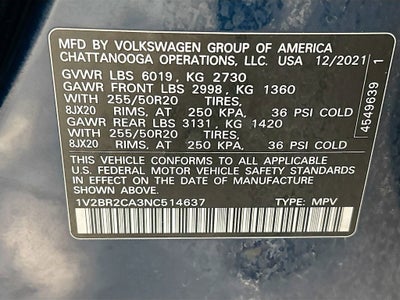 MFD BY VOLKSWAGEN GROUP OF AMERICA
CHATTANOOGA OPERATIONS, LLC. USA 12/2021
GVWR LBS 6019, KG 2730
GAWR FRONT LBS 2998, KG 1360
WITH 255/50R20 TIRES,
8JX20 RIMS, AT 250 KPA, 36 PSI COLD
GAWR REAR LBS 3131, KG 1420
WITH 255/50R20 TIRES,
8JX20 RIMS, AT 250 KPA, 36 PSI COLD
THIS VEHICLE CONFORMS TO ALL APPLICABLE
U.S. FEDERAL MOTOR VEHICLE SAFETY STANDARDS
IN EFFECT ON THE DATE OF MANUFACTURE
1V2BR2CA3NC514637 TYPE: MPV
4549639 1